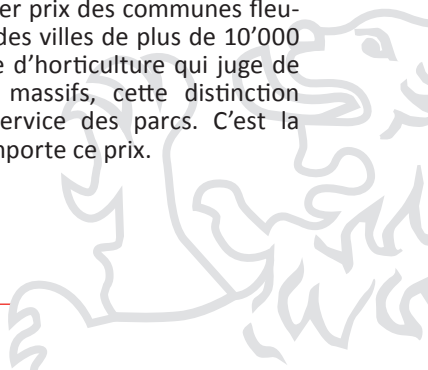 er prix des communes fleu-
des villes de plus de 10'000
e d'horticulture qui juge de
massifs, cette distinction
ervice des parcs. C'est la
mporte ce prix.